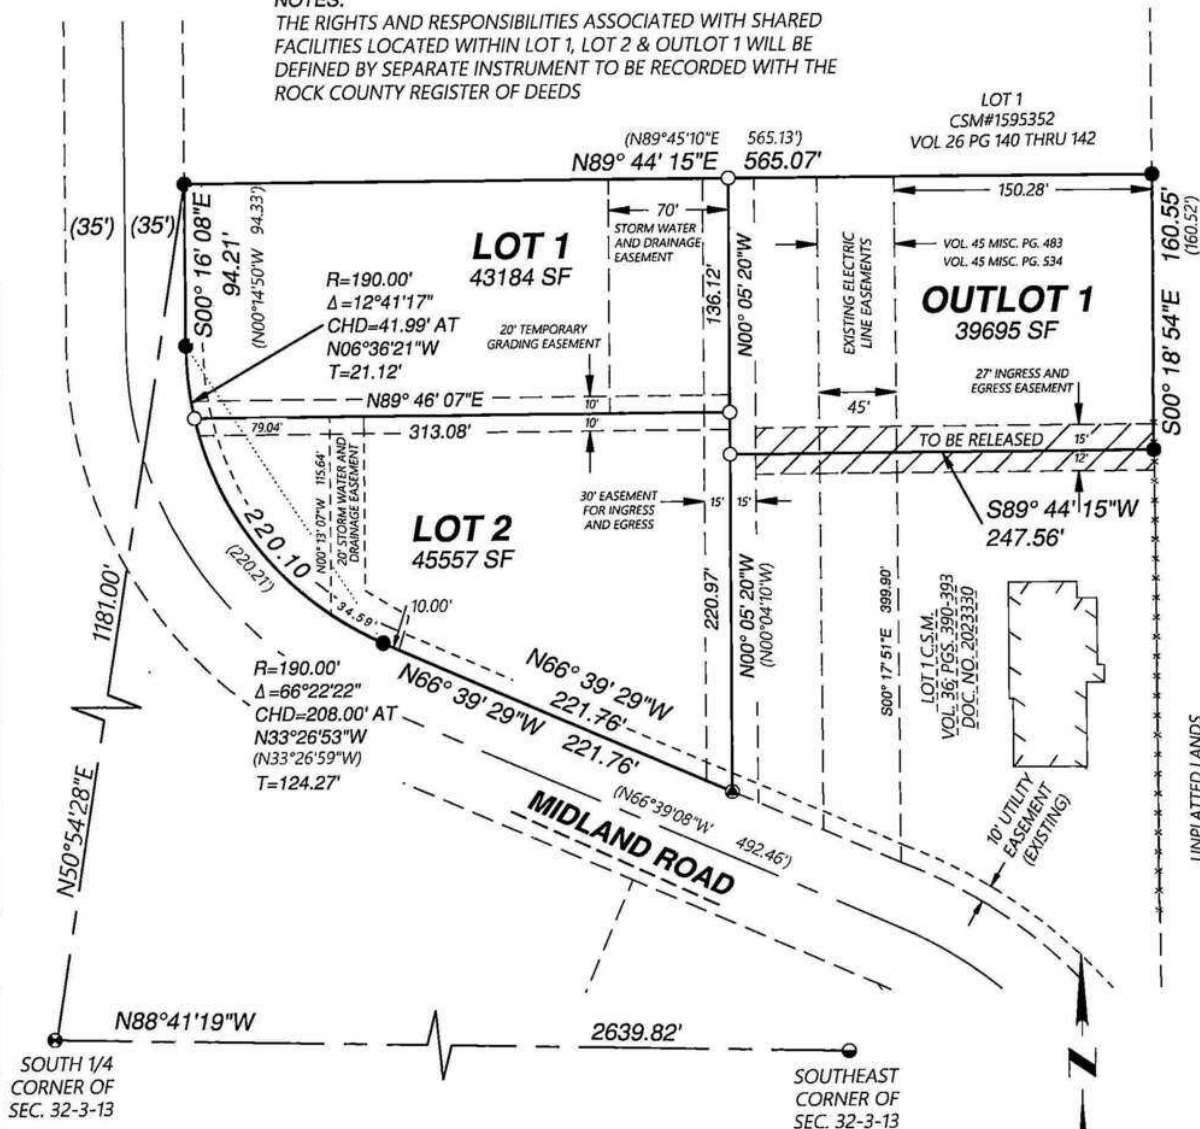 NOTES:
THE RIGHTS AND RESPONSIBILITIES ASSOCIATED WITH SHARED
FACILITIES LOCATED WITHIN LOT 1, LOT 2 & OUTLOT 1 WILL BE
DEFINED BY SEPARATE INSTRUMENT TO BE RECORDED WITH THE
ROCK COUNTY REGISTER OF DEEDS
LOT 1
CSM#1595352
VOL 26 PG 140 THRU 142
(N89°45'10"E 565.13')
N89° 44' 15"E 565.07'
150.28'
(35') (35')
S00° 16' 08"E
94.21'
(N00°14'50"W 94.33')
LOT 1
43184 SF
70'
STORM WATER
AND DRAINAGE
EASEMENT
136.12'
N00° 05' 20"W
EXISTING ELECTRIC
LINE EASEMENTS
VOL. 45 MISC. PG. 483
VOL. 45 MISC. PG. 534
OUTLOT 1
39695 SF
S00° 18' 54"E 160.55'
(160.52')
R=190.00'
Δ=12°41'17"
CHD=41.99' AT
N06°36'21"W
T=21.12'
20' TEMPORARY
GRADING EASEMENT
27' INGRESS AND
EGRESS EASEMENT
45'
N89° 46' 07"E
10'
10'
79.04'
313.08'
TO BE RELEASED
15'
12'
N00° 13' 07"W 115.64'
20' STORM WATER AND
DRAINAGE EASEMENT
LOT 2
45557 SF
30' EASEMENT
FOR INGRESS
AND EGRESS
15' 15'
S89° 44' 15"W
247.56'
220.10
(220.21')
34.59'
10.00'
220.97'
N00° 05' 20"W
(N00°04'10"W)
S00° 17' 51"E 399.90'
LOT 1 C.S.M.
VOL. 36; PGS. 390-393
DOC. NO. 2023330
1181.00'
N50°54'28"E
R=190.00'
Δ=66°22'22"
CHD=208.00' AT
N33°26'53"W
(N33°26'59"W)
T=124.27'
N66° 39' 29"W
221.76'
N66° 39' 29"W 221.76'
(N66°39'08"W 492.46')
MIDLAND ROAD
10' UTILITY
EASEMENT
(EXISTING)
UNPLATTED LANDS
N88°41'19"W 2639.82'
SOUTH 1/4
CORNER OF
SEC. 32-3-13
SOUTHEAST
CORNER OF
SEC. 32-3-13
N